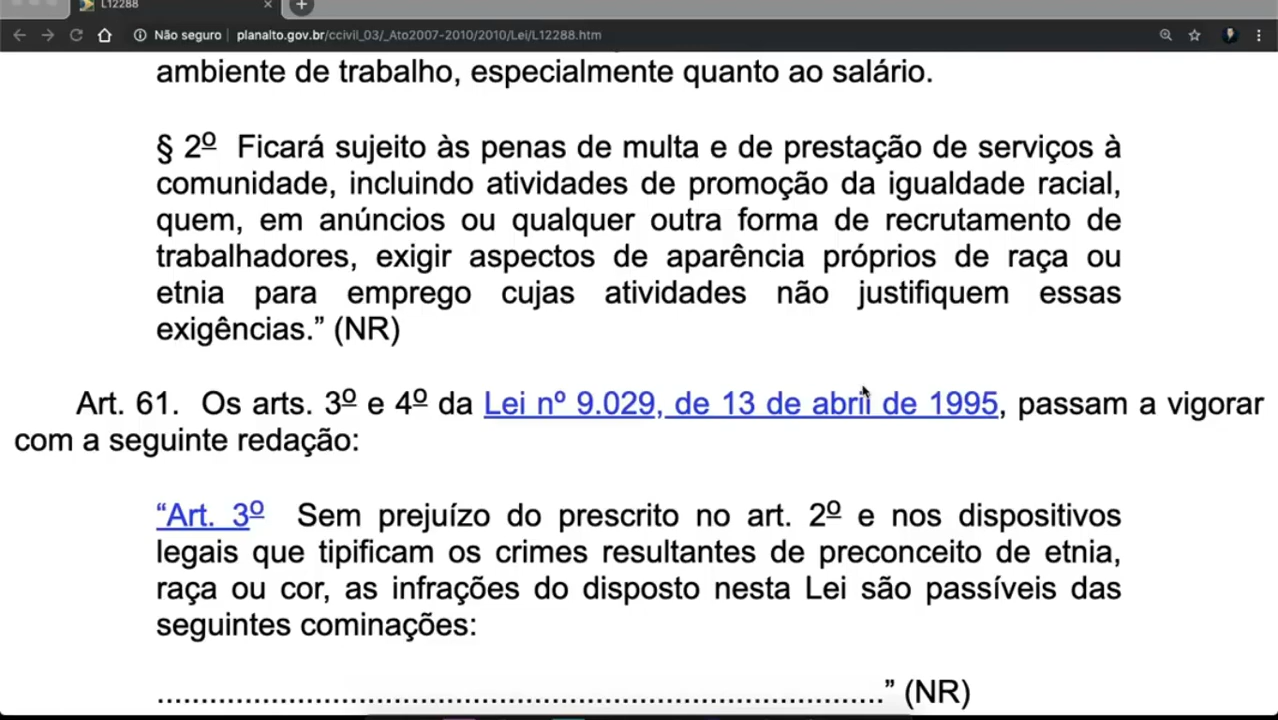 L12288
Não seguro | planalto.gov.br/ccivil_03/_Ato2007-2010/2010/Lei/L12288.htm
ambiente de trabalho, especialmente quanto ao salário.
§ 2º Ficará sujeito às penas de multa e de prestação de serviços à
comunidade, incluindo atividades de promoção da igualdade racial,
quem, em anúncios ou qualquer outra forma de recrutamento de
trabalhadores, exigir aspectos de aparência próprios de raça ou
etnia para emprego cujas atividades não justifiquem essas
exigências.” (NR)
Art. 61. Os arts. 3º e 4º da Lei nº 9.029, de 13 de abril de 1995, passam a vigorar
com a seguinte redação:
“Art. 3º Sem prejuízo do prescrito no art. 2º e nos dispositivos
legais que tipificam os crimes resultantes de preconceito de etnia,
raça ou cor, as infrações do disposto nesta Lei são passíveis das
seguintes cominações:
...................................................................................” (NR)